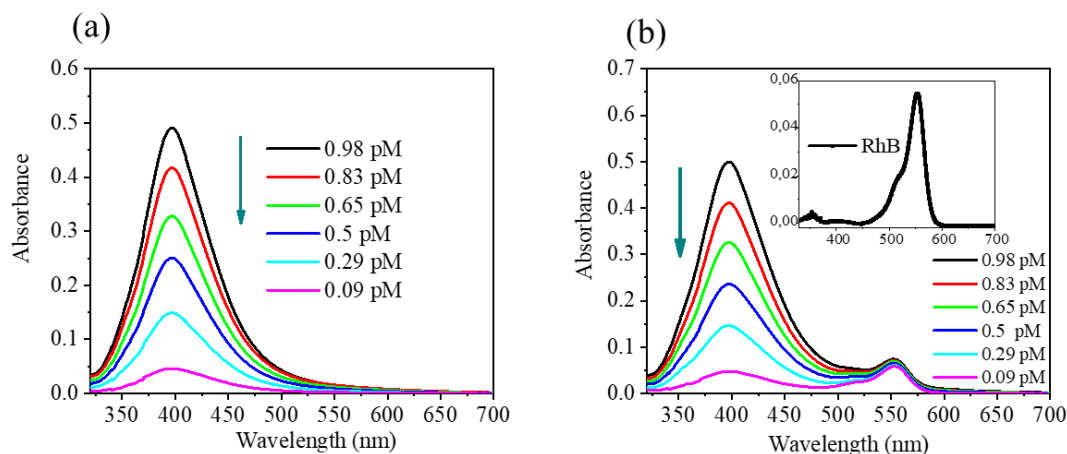 (a)
0.6
0.5
0.4
0.3
0.2
0.1
0.0
Absorbance
0.98 pM
0.83 pM
0.65 pM
0.5 pM
0.29 pM
0.09 pM
350 400 450 500 550 600 650 700
Wavelength (nm)
(b)
0.7
0.6
0.5
0.4
0.3
0.2
0.1
0.0
Absorbance
0,06
0,04
0,02
0,00
RhB
400 500 600 700
0.98 pM
0.83 pM
0.65 pM
0.5 pM
0.29 pM
0.09 pM
350 400 450 500 550 600 650 700
Wavelength (nm)